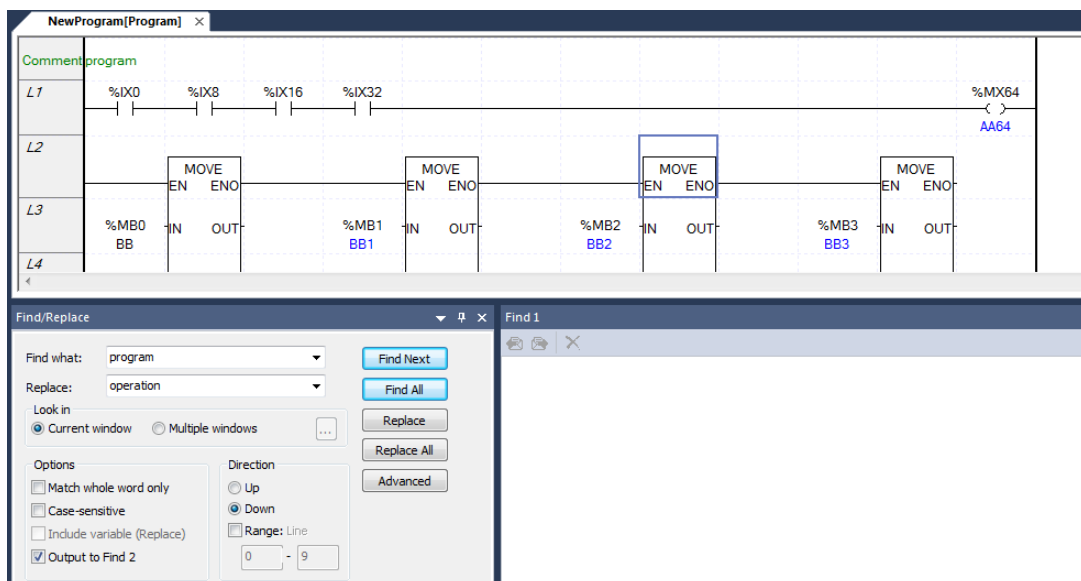 NewProgram[Program] ×
Comment program
L1 %IX0 %IX8 %IX16 %IX32 %MX64
AA64
L2
MOVE MOVE MOVE MOVE
EN ENO EN ENO EN ENO EN ENO
L3
%MB0 IN OUT %MB1 IN OUT %MB2 IN OUT %MB3 IN OUT
BB BB1 BB2 BB3
L4
Find/Replace
Find 1
Find what: program Find Next
Replace: operation Find All
Look in
Current window Multiple windows ... Replace
Replace All
Options Direction
Match whole word only Up Advanced
Case-sensitive Down
Include variable (Replace) Range: Line
Output to Find 2 0 - 9